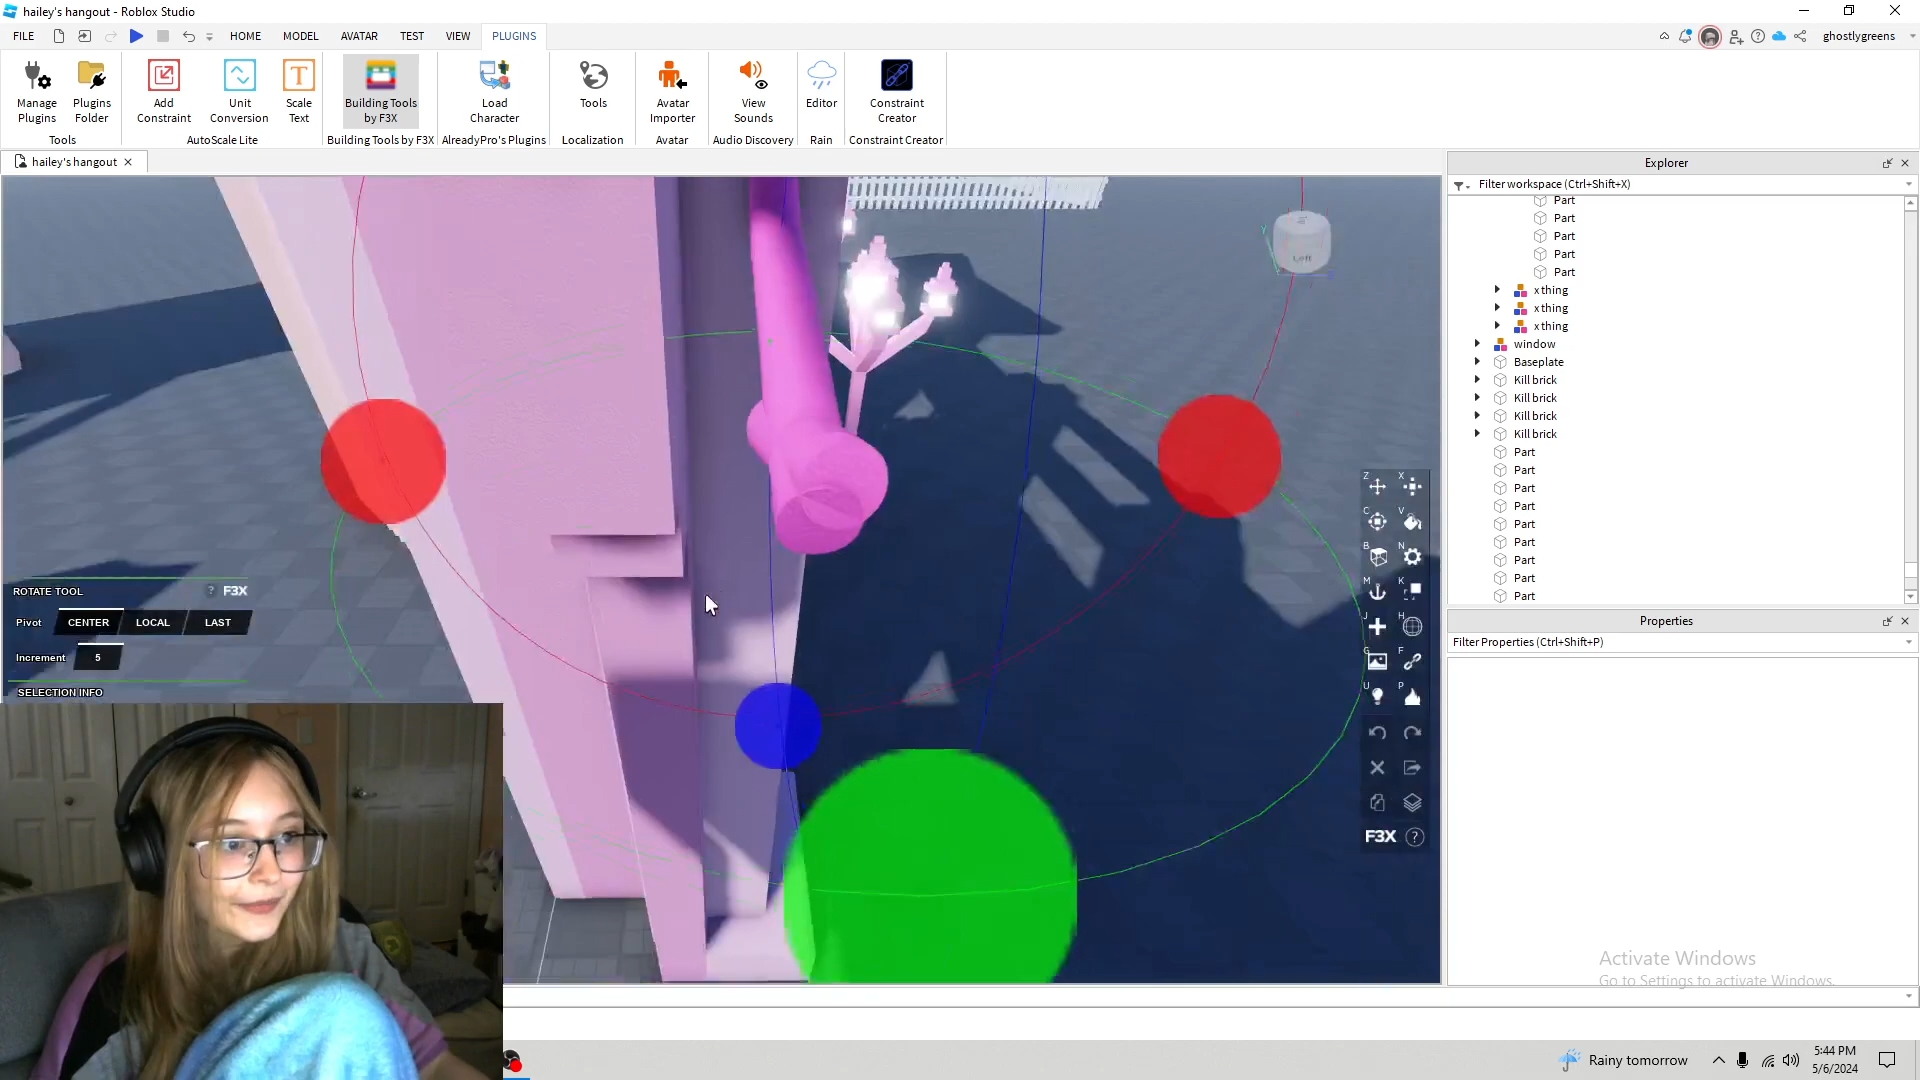 hailey's hangout - Roblox Studio
FILE HOME MODEL AVATAR TEST VIEW PLUGINS ghostlygreens
Manage Plugins
Plugins Folder
Tools
Add Constraint
Unit Conversion
Scale Text
AutoScale Lite
Building Tools by F3X
Building Tools by F3X
Load Character
AlreadyPro's Plugins
Tools
Localization
Avatar Importer
Avatar
View Sounds
Audio Discovery
Editor
Rain
Constraint Creator
Constraint Creator
hailey's hangout
Left
Y
Explorer
Filter workspace (Ctrl+Shift+X)
Part
Part
Part
Part
Part
x thing
x thing
x thing
window
Baseplate
Kill brick
Kill brick
Kill brick
Kill brick
Part
Part
Part
Part
Part
Part
Part
Part
Part
Properties
Filter Properties (Ctrl+Shift+P)
ROTATE TOOL ? F3X
Pivot CENTER LOCAL LAST
Increment 5
SELECTION INFO
Z X
C V
B N
M K
J H
G F
U P
F3X ?
Activate Windows
Go to Settings to activate Windows.
Rainy tomorrow
5:44 PM
5/6/2024